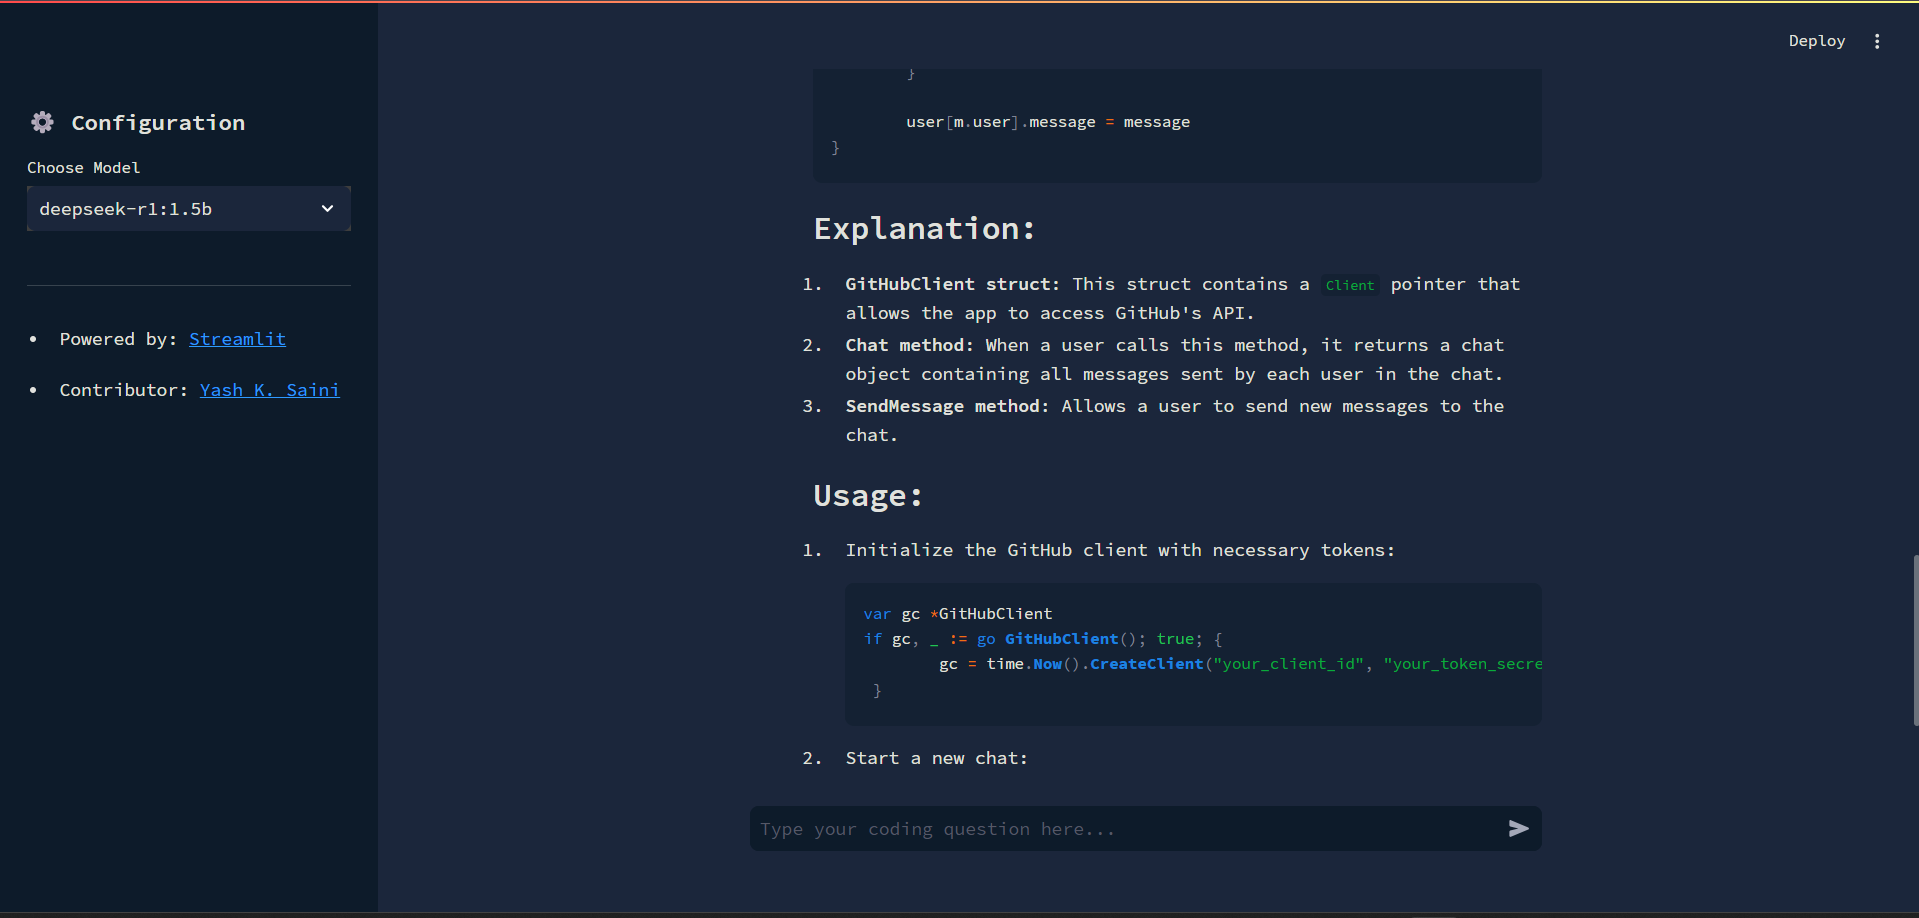 Deploy
Configuration
Choose Model
deepseek-r1:1.5b
• Powered by: Streamlit
• Contributor: Yash K. Saini
}
user[m.user].message = message
}
Explanation:
1. GitHubClient struct: This struct contains a Client pointer that
allows the app to access GitHub's API.
2. Chat method: When a user calls this method, it returns a chat
object containing all messages sent by each user in the chat.
3. SendMessage method: Allows a user to send new messages to the
chat.
Usage:
1. Initialize the GitHub client with necessary tokens:
var gc *GitHubClient
if gc, _ := go GitHubClient(); true; {
gc = time.Now().CreateClient("your_client_id", "your_token_secre
}
2. Start a new chat:
Type your coding question here...